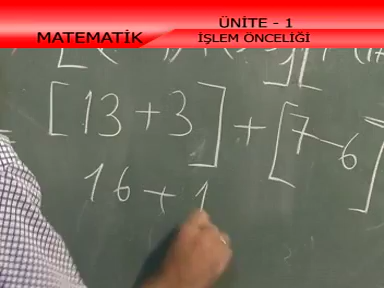 ÜNİTE - 1
MATEMATİK
İŞLEM ÖNCELİĞİ
[13+3]+[7-6]
16+1